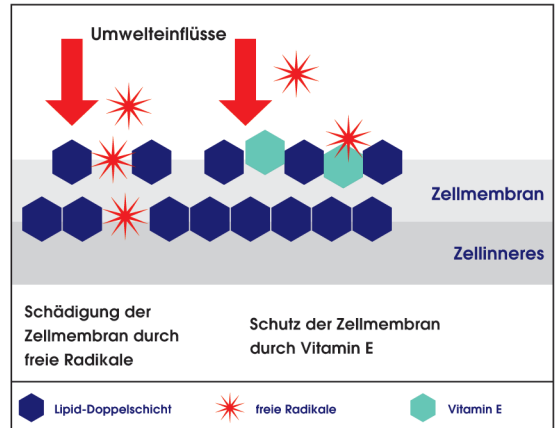 Umwelteinflüsse
Zellmembran
Zellinneres
Schädigung der
Zellmembran durch
freie Radikale
Schutz der Zellmembran
durch Vitamin E
Lipid-Doppelschicht
freie Radikale
Vitamin E